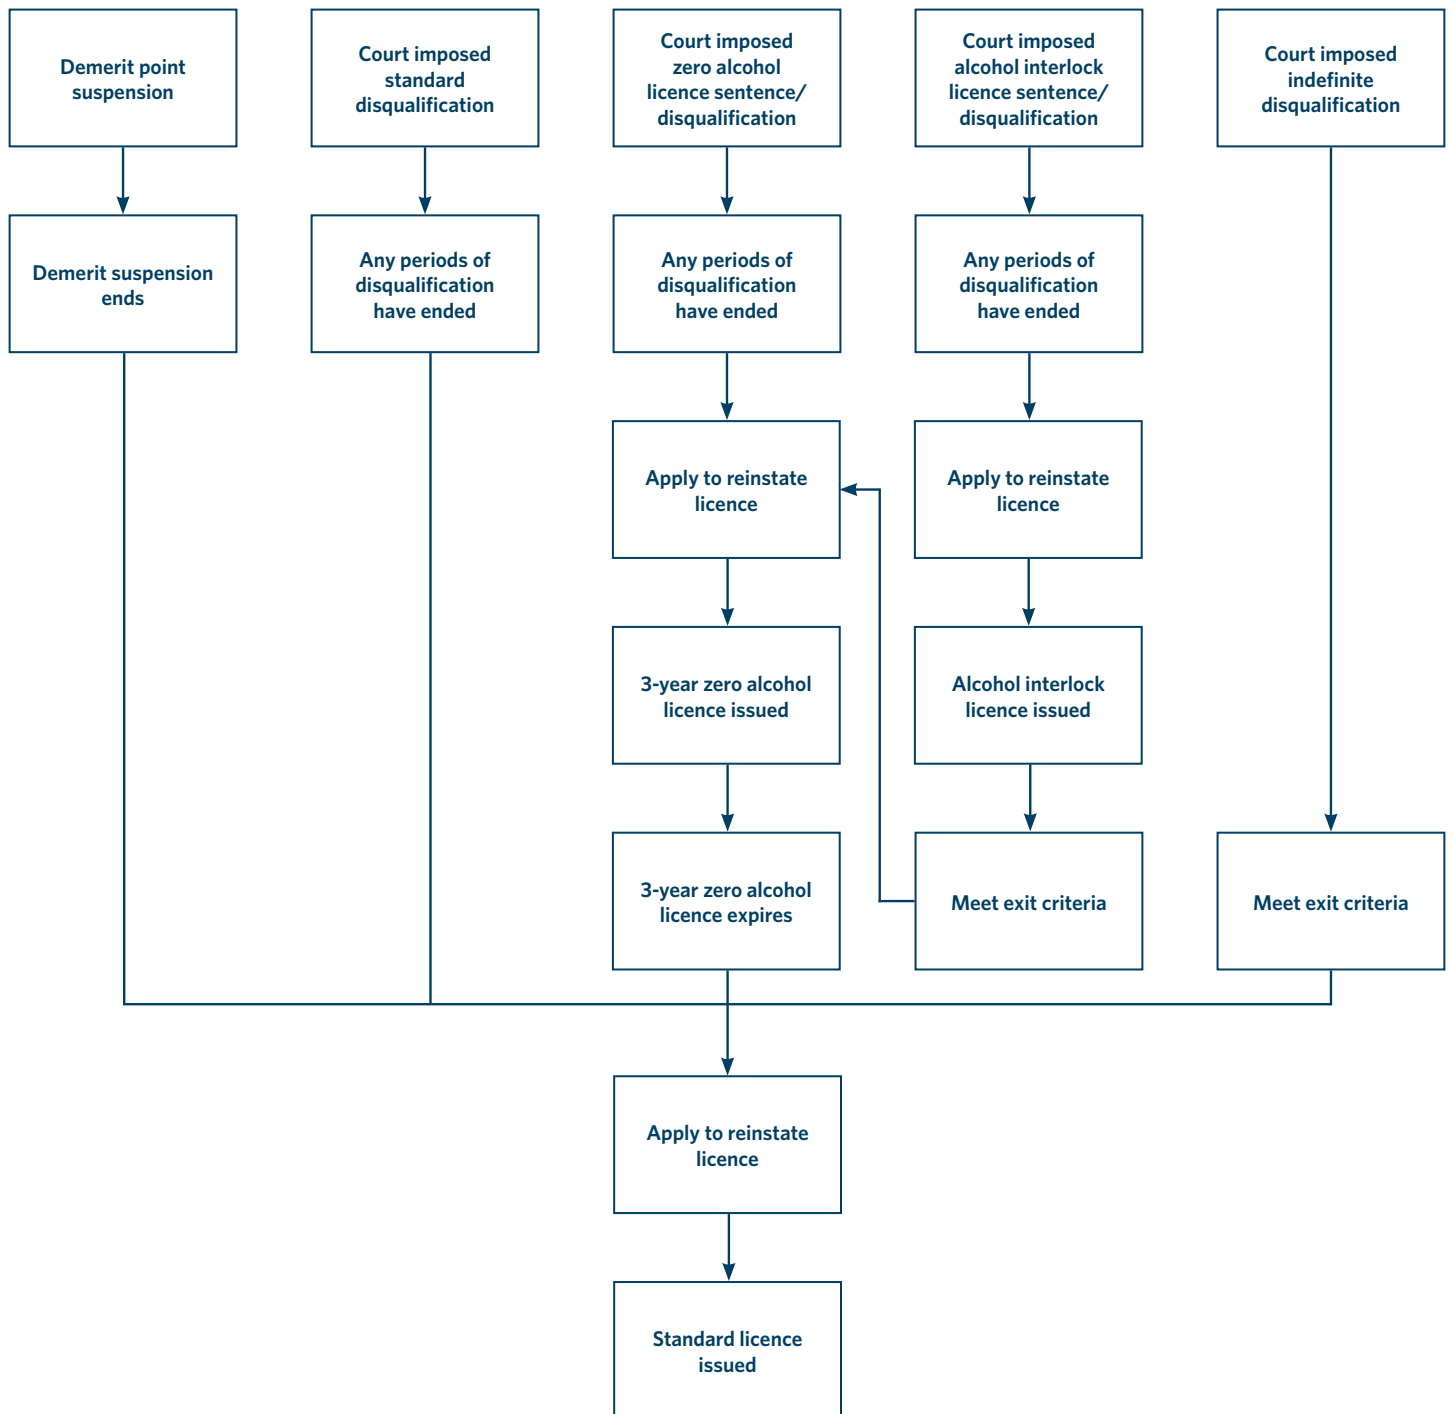 Demerit point
suspension
Court imposed
standard
disqualification
Court imposed
zero alcohol
licence sentence/
disqualification
Court imposed
alcohol interlock
licence sentence/
disqualification
Court imposed
indefinite
disqualification
Demerit suspension
ends
Any periods of
disqualification
have ended
Any periods of
disqualification
have ended
Any periods of
disqualification
have ended
Apply to reinstate
licence
Apply to reinstate
licence
3-year zero alcohol
licence issued
Alcohol interlock
licence issued
3-year zero alcohol
licence expires
Meet exit criteria
Meet exit criteria
Apply to reinstate
licence
Standard licence
issued